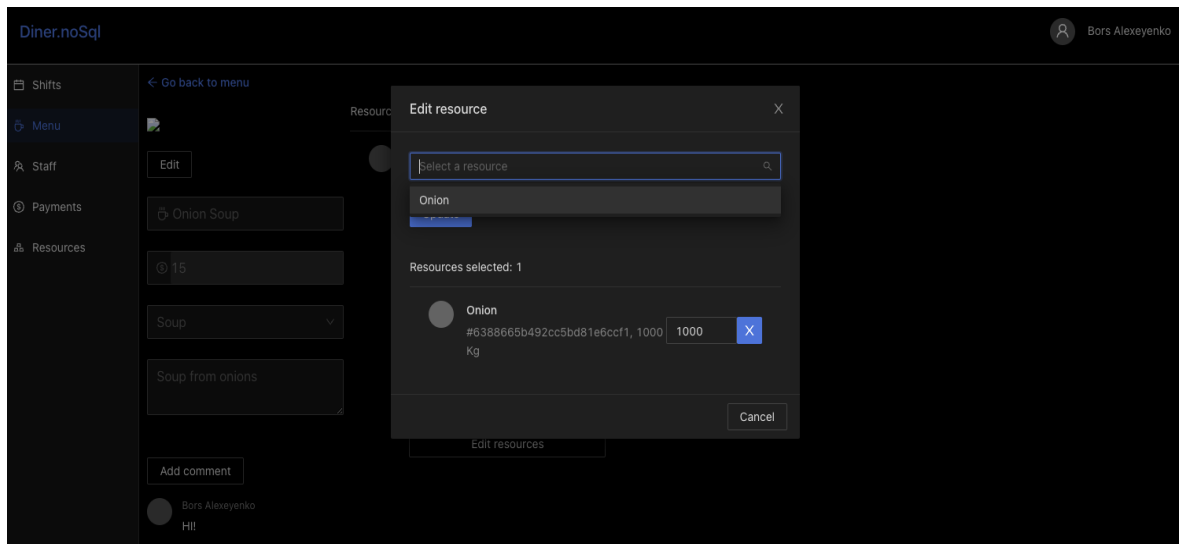 Diner.noSql
Bors Alexeyenko
Shifts
Menu
Staff
Payments
Resources
← Go back to menu
Edit
Onion Soup
15
Soup
Soup from onions
Add comment
Bors Alexeyenko
HI!
Resourc
Edit resource
X
Select a resource
Onion
Update
Resources selected: 1
Onion
#6388665b492cc5bd81e6ccf1, 1000
Kg
1000
X
Cancel
Edit resources